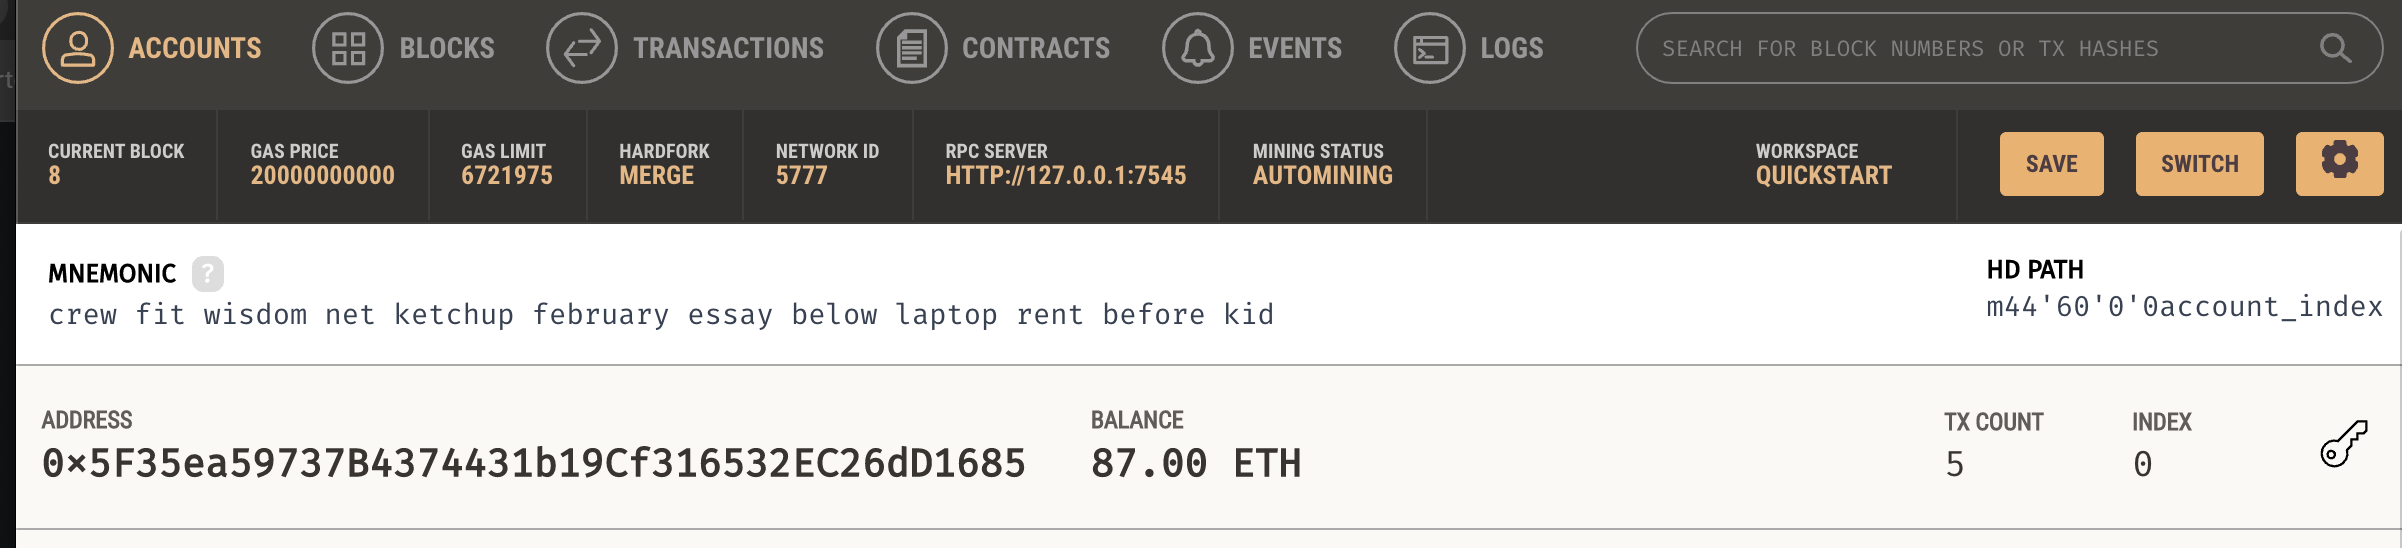 ACCOUNTS BLOCKS TRANSACTIONS CONTRACTS EVENTS LOGS SEARCH FOR BLOCK NUMBERS OR TX HASHES
CURRENT BLOCK GAS PRICE GAS LIMIT HARDFORK NETWORK ID RPC SERVER MINING STATUS WORKSPACE
8 20000000000 6721975 MERGE 5777 HTTP://127.0.0.1:7545 AUTOMINING QUICKSTART SAVE SWITCH
MNEMONIC ? HD PATH
crew fit wisdom net ketchup february essay below laptop rent before kid m44'60'0'0account_index
ADDRESS BALANCE TX COUNT INDEX
0×5F35ea59737B4374431b19Cf316532EC26dD1685 87.00 ETH 5 0